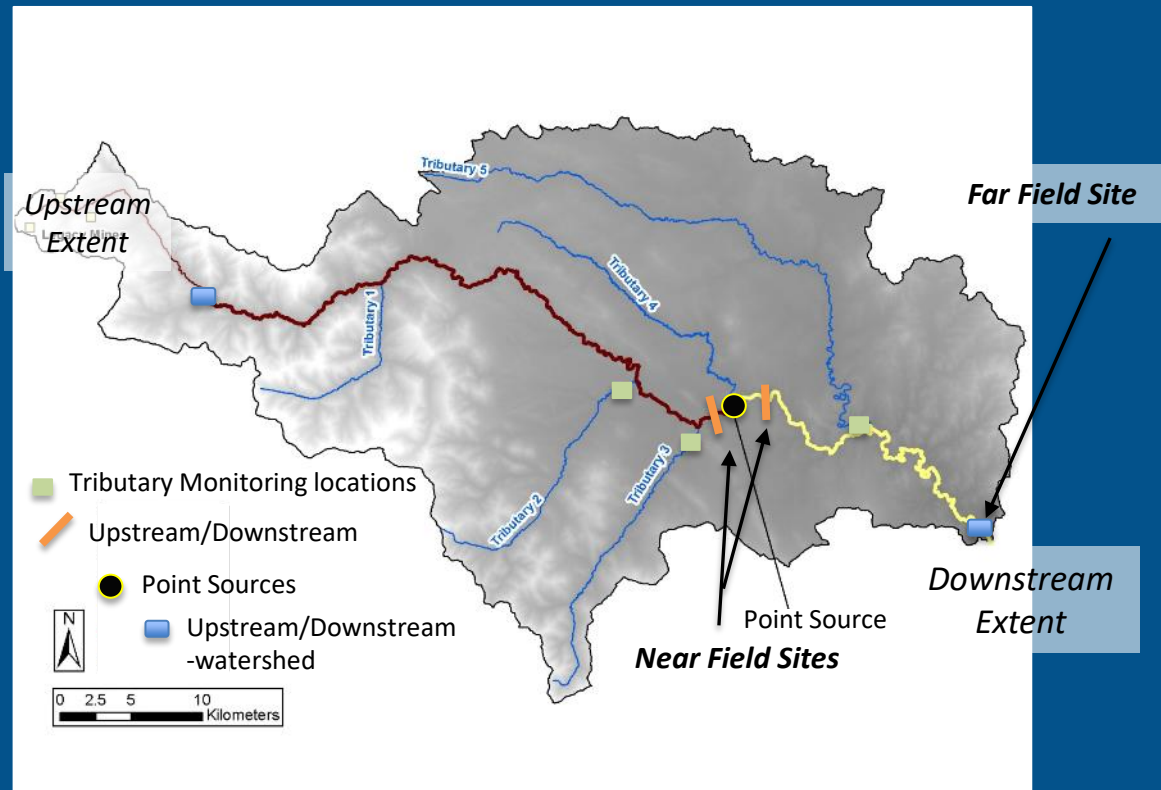 Tributary 5
Far Field Site
Upstream
Extent
Legacy Mines
Tributary 4
Tributary 1
Tributary 3
Tributary 2
Tributary Monitoring locations
Upstream/Downstream
Point Sources
Upstream/Downstream
-watershed
Point Source
Near Field Sites
Downstream
Extent
N
0 2.5 5 10
Kilometers